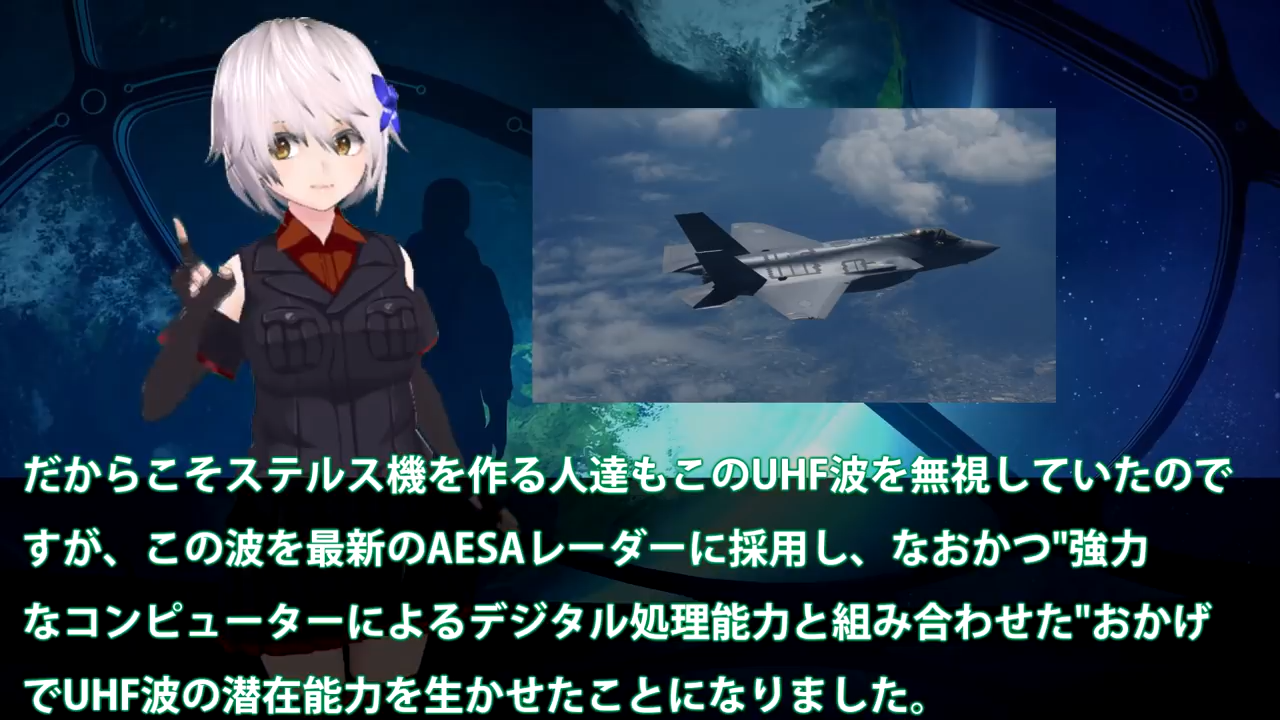 だからこそステルス機を作る人達もこのUHF波を無視していたので
すが、この波を最新のAESAレーダーに採用し、なおかつ"強力
なコンピューターによるデジタル処理能力と組み合わせた"おかげ
でUHF波の潜在能力を生かせたことになりました。